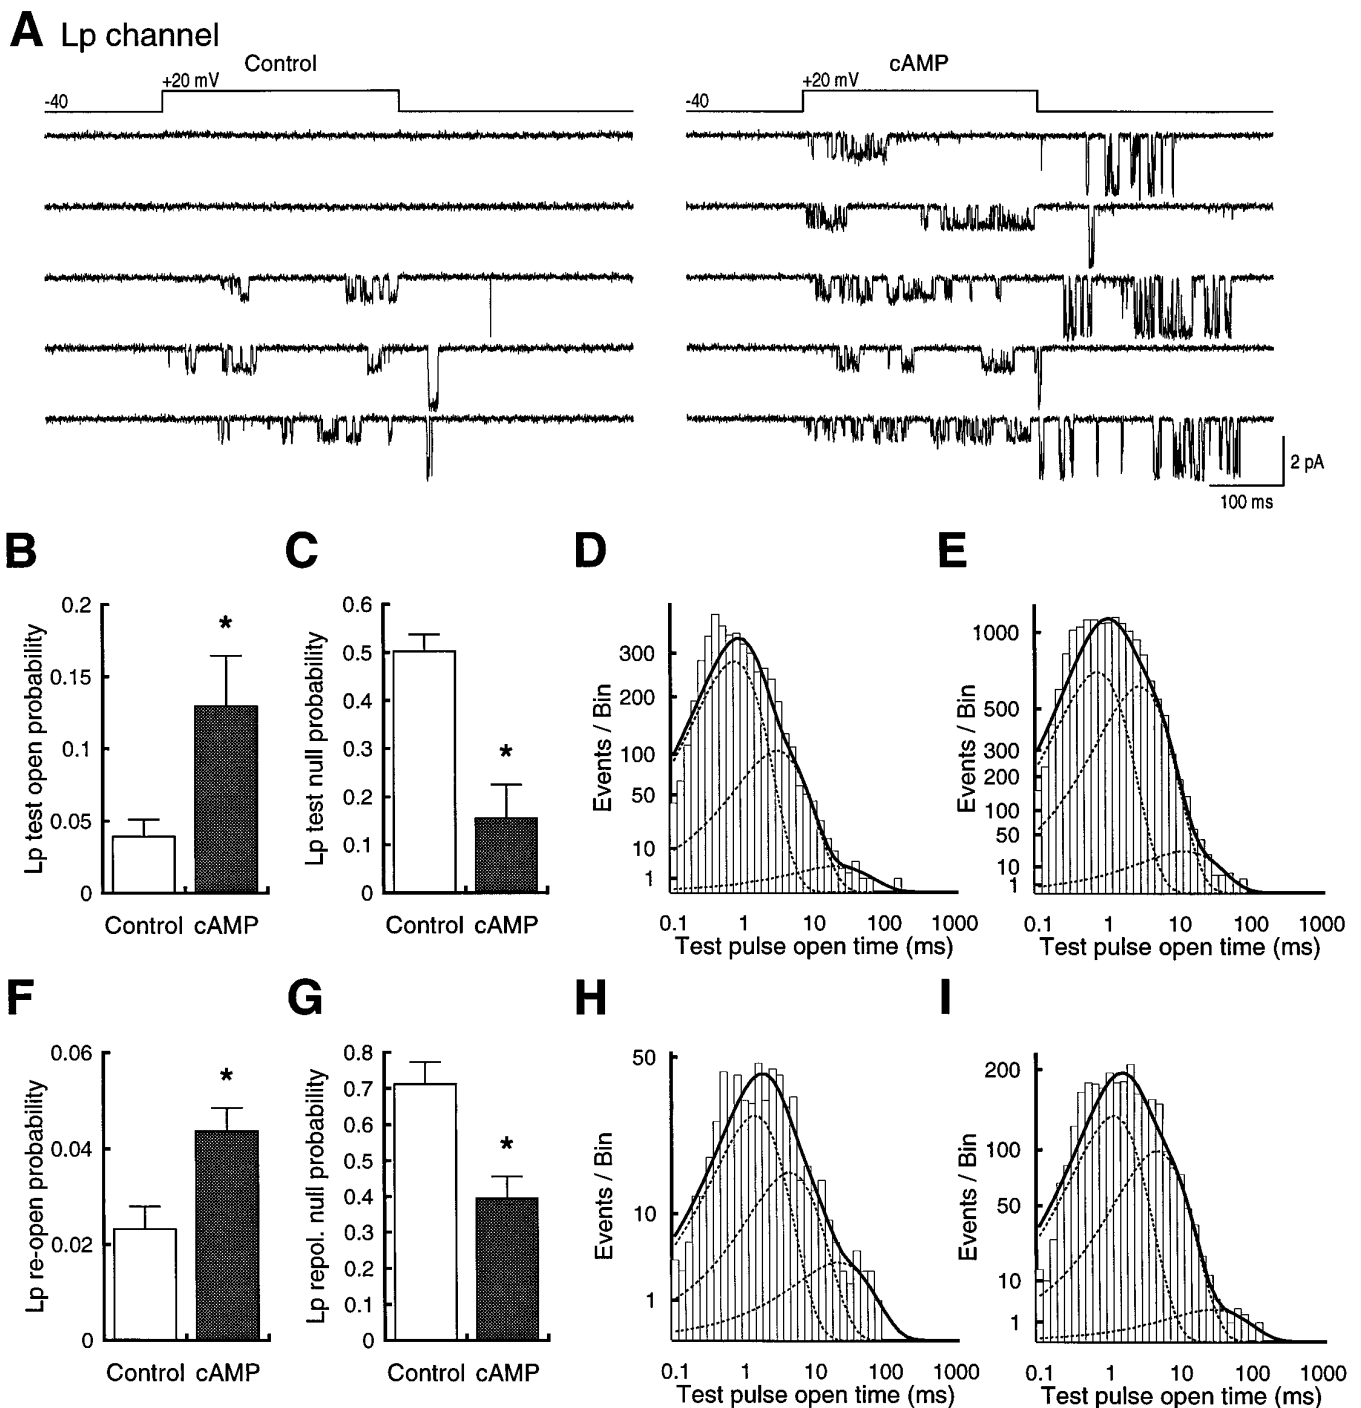 A Lp channel
Control
+20 mV
-40
cAMP
+20 mV
-40
2 pA
100 ms
B
Lp test open probability
0.2
0.15
0.1
0.05
0
Control cAMP
*
C
Lp test null probability
0.6
0.5
0.4
0.3
0.2
0.1
0
Control cAMP
*
D
Events / Bin
300
200
100
50
10
1
0.1 1 10 100 1000
Test pulse open time (ms)
E
Events / Bin
1000
500
300
200
100
50
10
1
0.1 1 10 100 1000
Test pulse open time (ms)
F
Lp re-open probability
0.06
0.04
0.02
0
Control cAMP
*
G
Lp repol. null probability
0.8
0.7
0.6
0.5
0.4
0.3
0.2
0.1
0
Control cAMP
*
H
Events / Bin
50
10
1
0.1 1 10 100 1000
Test pulse open time (ms)
I
Events / Bin
200
100
50
10
1
0.1 1 10 100 1000
Test pulse open time (ms)